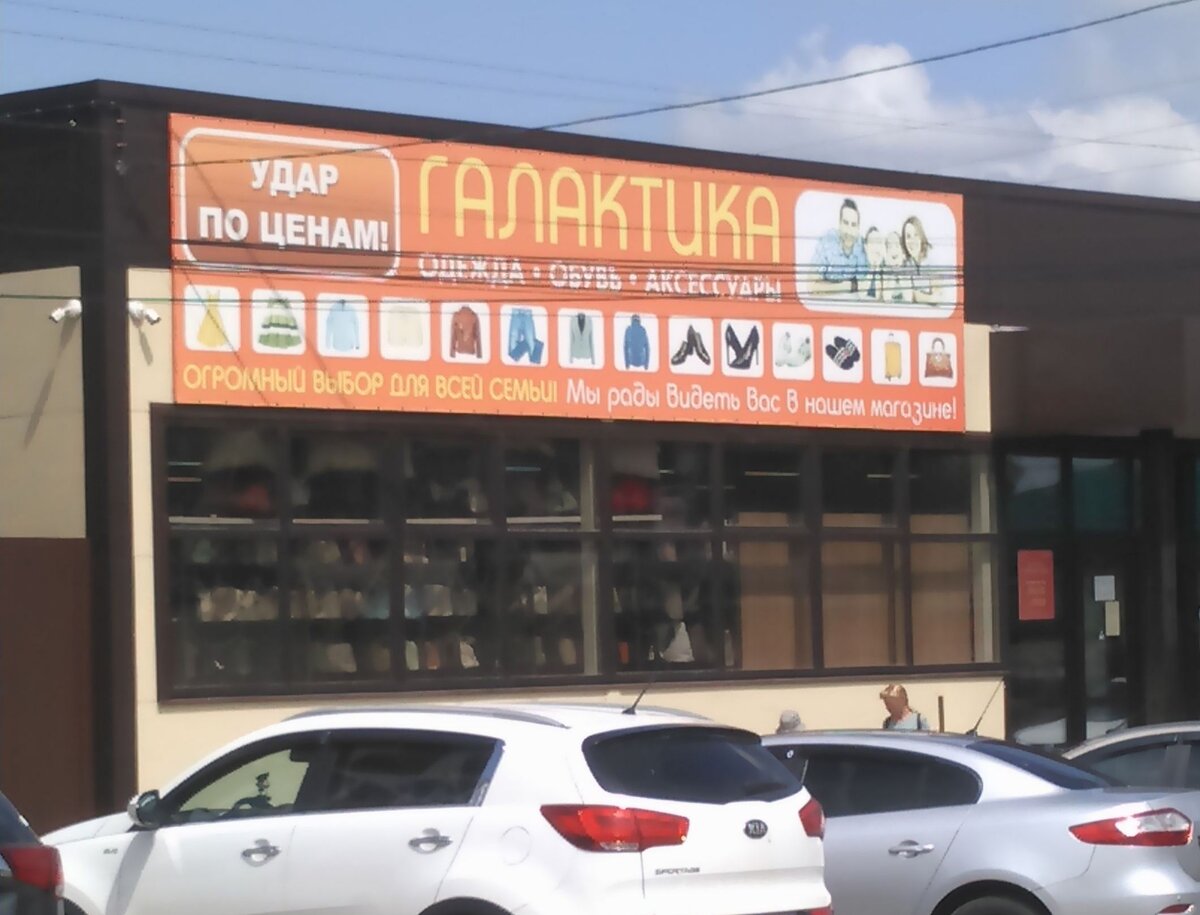 УДАР
ПО ЦЕНАМ!
ГАЛАКТИКА
ОДЕЖДА • ОБУВЬ • АКСЕССУАРЫ
ОГРОМНЫЙ ВЫБОР ДЛЯ ВСЕЙ СЕМЬИ! Мы рады видеть Вас в нашем магазине!
KIA
SPORTAGE